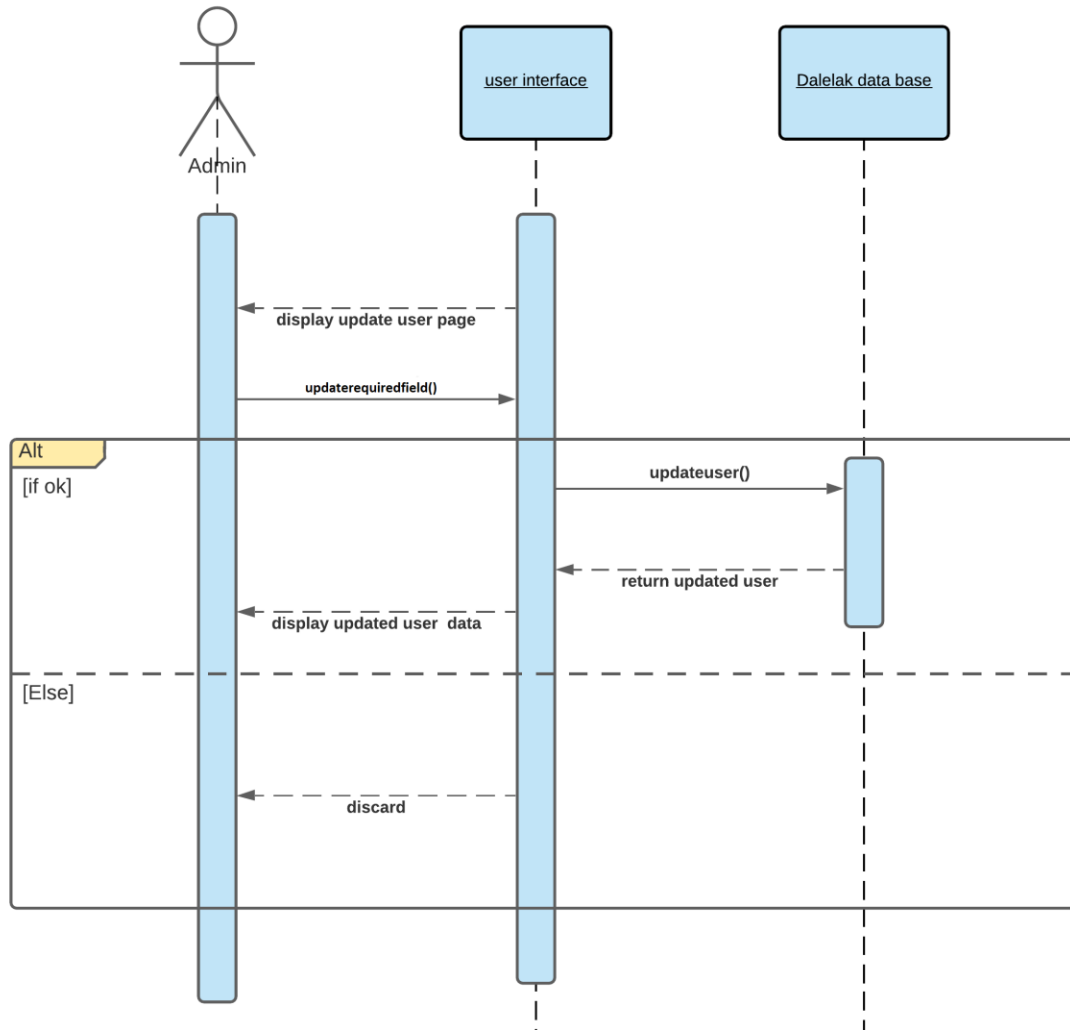 Admin
user interface
Dalelak data base
display update user page
updaterequiredfield()
Alt
[if ok]
updateuser()
return updated user
display updated user  data
[Else]
discard